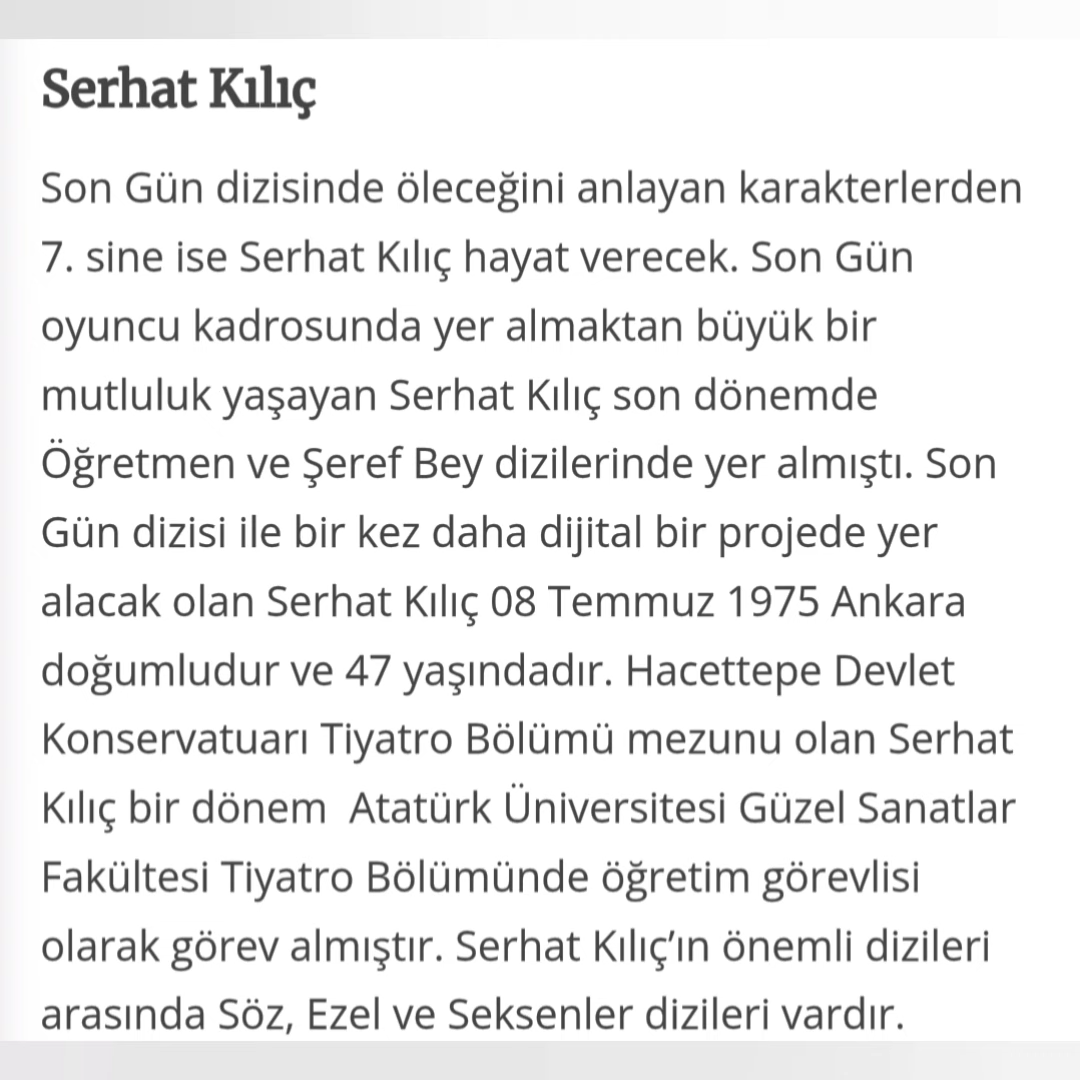 Serhat Kılıç
Son Gün dizisinde öleceğini anlayan karakterlerden
7. sine ise Serhat Kılıç hayat verecek. Son Gün
oyuncu kadrosunda yer almaktan büyük bir
mutluluk yaşayan Serhat Kılıç son dönemde
Öğretmen ve Şeref Bey dizilerinde yer almıştı. Son
Gün dizisi ile bir kez daha dijital bir projede yer
alacak olan Serhat Kılıç 08 Temmuz 1975 Ankara
doğumludur ve 47 yaşındadır. Hacettepe Devlet
Konservatuarı Tiyatro Bölümü mezunu olan Serhat
Kılıç bir dönem  Atatürk Üniversitesi Güzel Sanatlar
Fakültesi Tiyatro Bölümünde öğretim görevlisi
olarak görev almıştır. Serhat Kılıç’ın önemli dizileri
arasında Söz, Ezel ve Seksenler dizileri vardır.